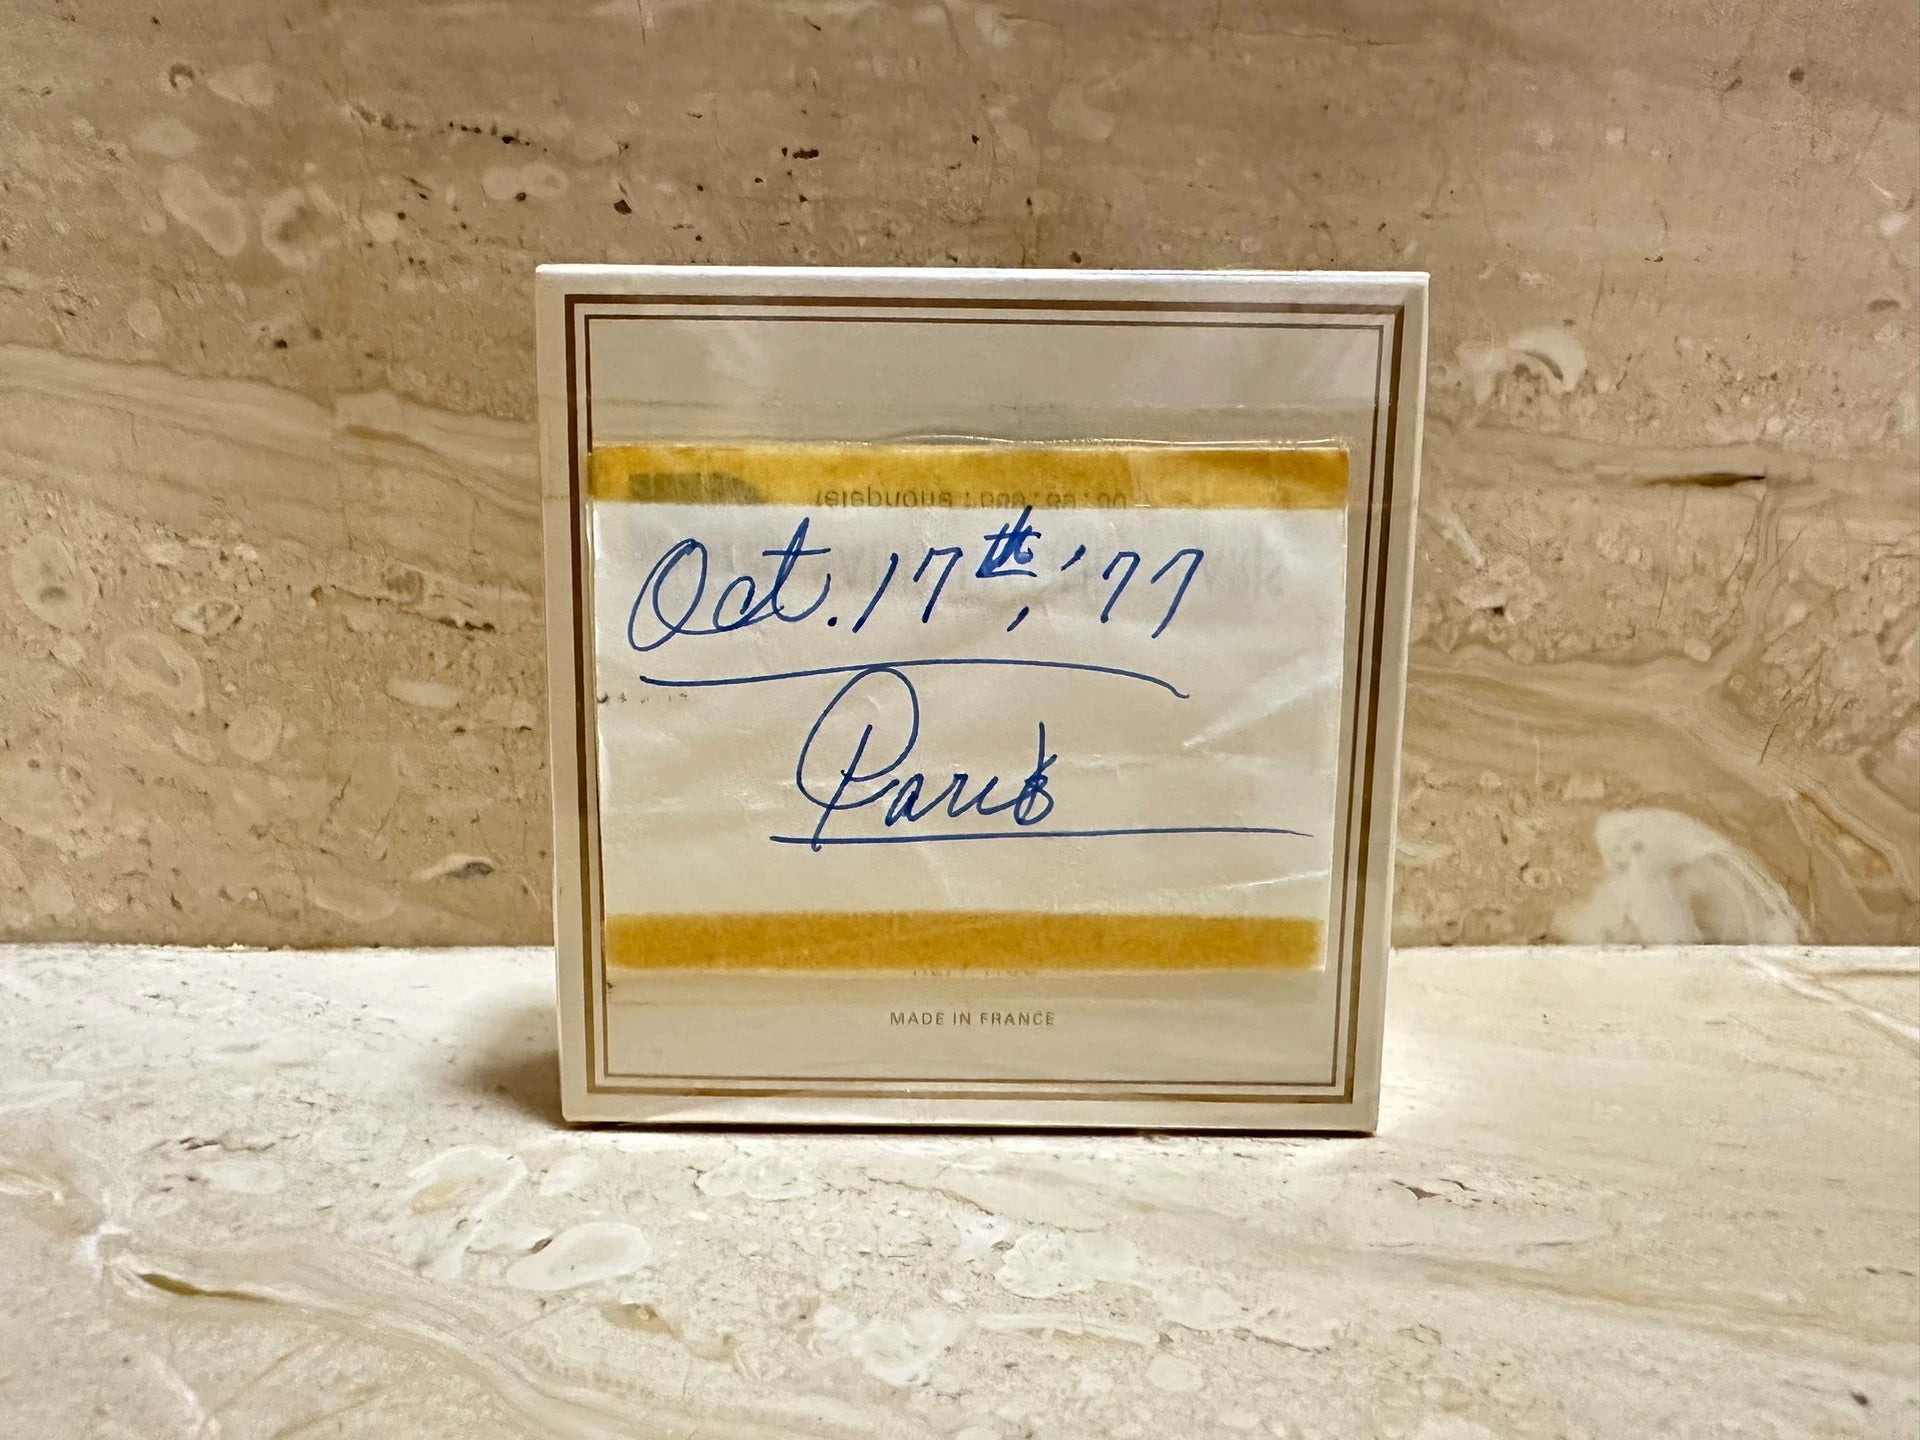 Oct. 17th, '77
Paris
MADE IN FRANCE